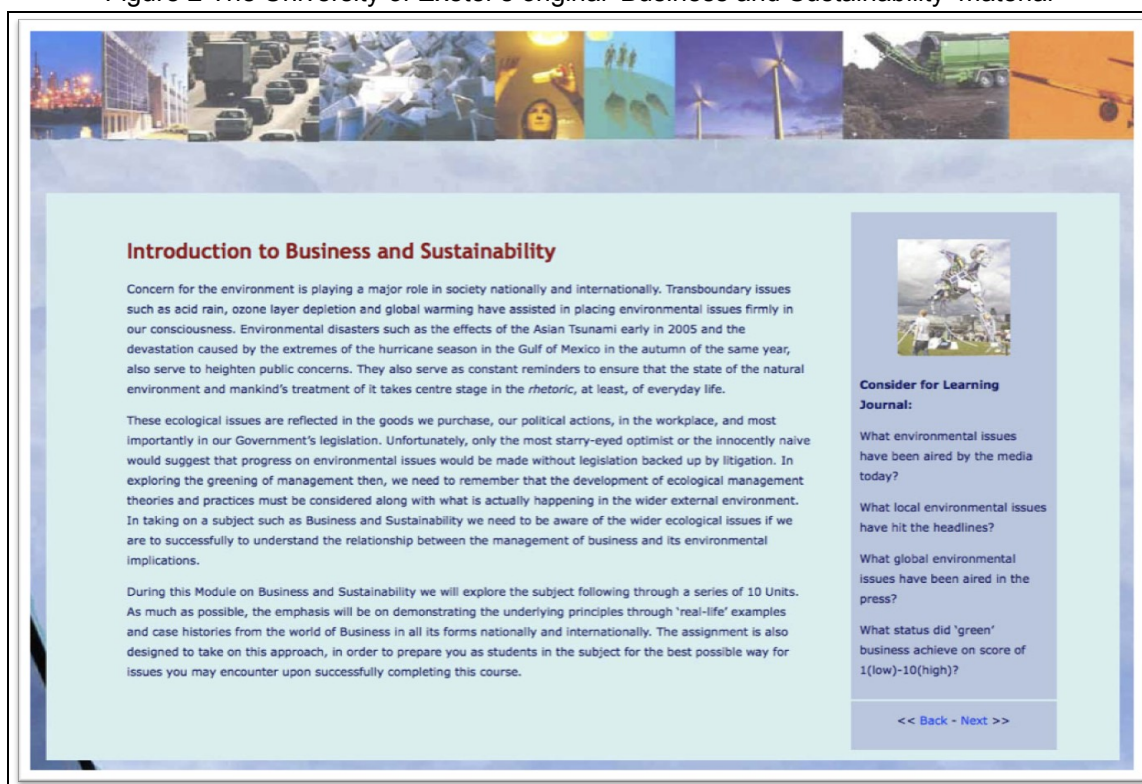 Introduction to Business and Sustainability
Concern for the environment is playing a major role in society nationally and internationally. Transboundary issues
such as acid rain, ozone layer depletion and global warming have assisted in placing environmental issues firmly in
our consciousness. Environmental disasters such as the effects of the Asian Tsunami early in 2005 and the
devastation caused by the extremes of the hurricane season in the Gulf of Mexico in the autumn of the same year,
also serve to heighten public concerns. They also serve as constant reminders to ensure that the state of the natural
environment and mankind's treatment of it takes centre stage in the rhetoric, at least, of everyday life.
These ecological issues are reflected in the goods we purchase, our political actions, in the workplace, and most
importantly in our Government's legislation. Unfortunately, only the most starry-eyed optimist or the innocently naive
would suggest that progress on environmental issues would be made without legislation backed up by litigation. In
exploring the greening of management then, we need to remember that the development of ecological management
theories and practices must be considered along with what is actually happening in the wider external environment.
In taking on a subject such as Business and Sustainability we need to be aware of the wider ecological issues if we
are to successfully to understand the relationship between the management of business and its environmental
implications.
During this Module on Business and Sustainability we will explore the subject following through a series of 10 Units.
As much as possible, the emphasis will be on demonstrating the underlying principles through 'real-life' examples
and case histories from the world of Business in all its forms nationally and internationally. The assignment is also
designed to take on this approach, in order to prepare you as students in the subject for the best possible way for
issues you may encounter upon successfully completing this course.
Consider for Learning
Journal:
What environmental issues
have been aired by the media
today?
What local environmental issues
have hit the headlines?
What global environmental
issues have been aired in the
press?
What status did 'green'
business achieve on score of
1(low)-10(high)?
<< Back - Next >>